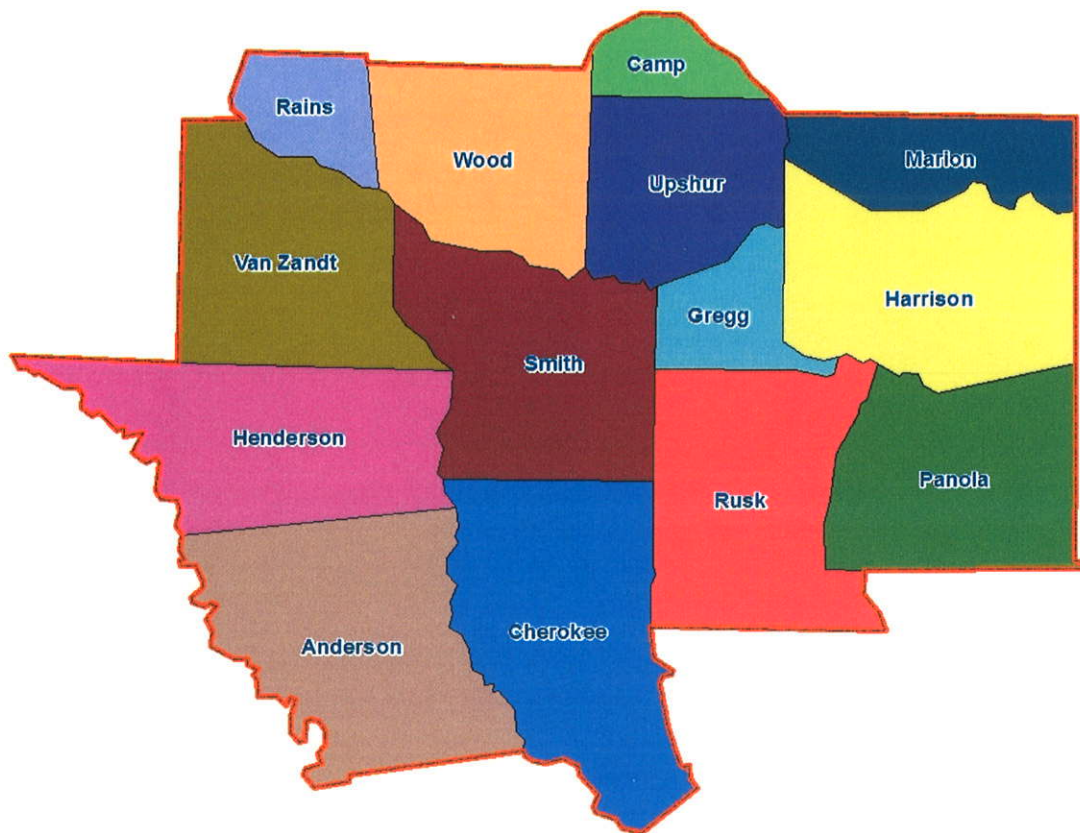 Camp
Rains
Wood
Marion
Upshur
Van Zandt
Harrison
Gregg
Smith
Henderson
Panola
Rusk
Cherokee
Anderson